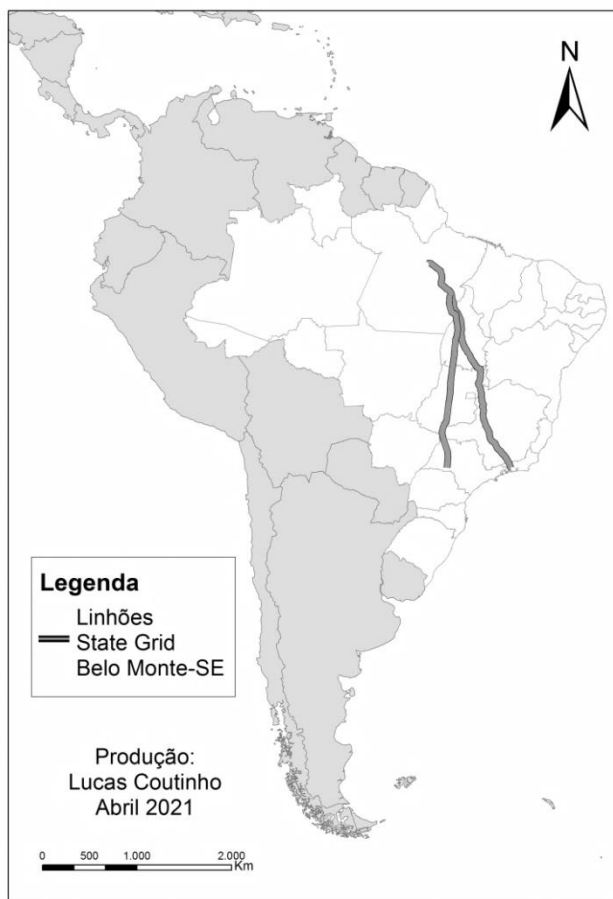 N
Legenda
Linhões
State Grid
Belo Monte-SE
Produção:
Lucas Coutinho
Abril 2021
0 500 1.000 2.000
Km